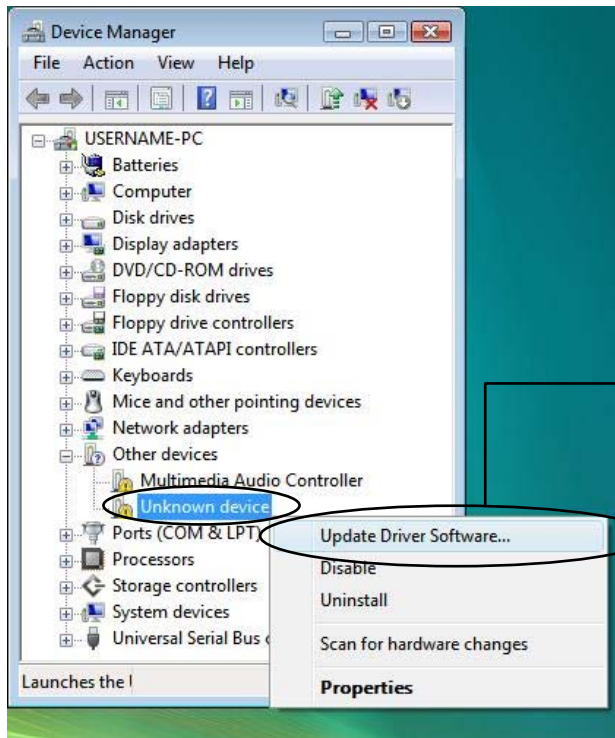 Device Manager
File Action View Help
USERNAME-PC
Batteries
Computer
Disk drives
Display adapters
DVD/CD-ROM drives
Floppy disk drives
Floppy drive controllers
IDE ATA/ATAPI controllers
Keyboards
Mice and other pointing devices
Network adapters
Other devices
Multimedia Audio Controller
Unknown device
Ports (COM & LPT)
Update Driver Software...
Processors
Disable
Storage controllers
Uninstall
System devices
Universal Serial Bus
Scan for hardware changes
Launches the
Properties